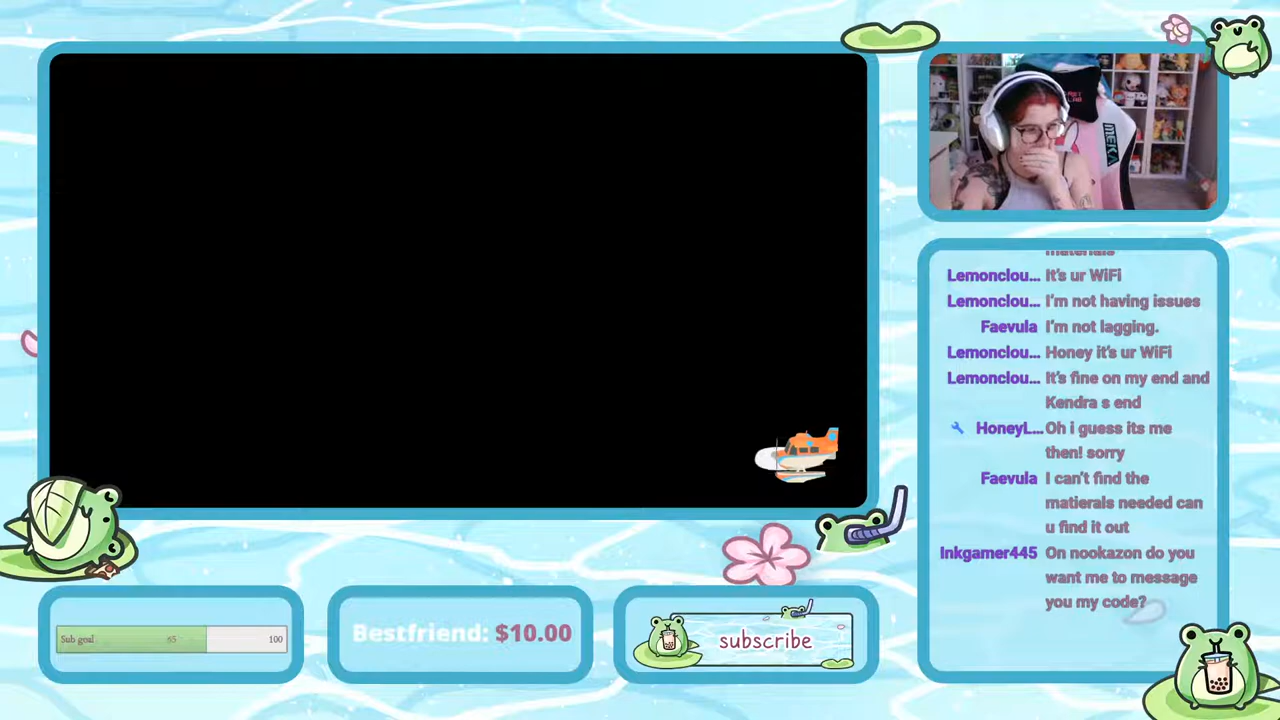 Lemonclou... It's ur WiFi
Lemonclou... I'm not having issues
Faevula I'm not lagging.
Lemonclou... Honey it's ur WiFi
Lemonclou... It's fine on my end and
Kendra s end
HoneyL... Oh i guess its me
then! sorry
Faevula I can't find the
matierals needed can
u find it out
Inkgamer445 On nookazon do you
want me to message
you my code?
Sub goal 65 100
Bestfriend: $10.00
subscribe
MEKA